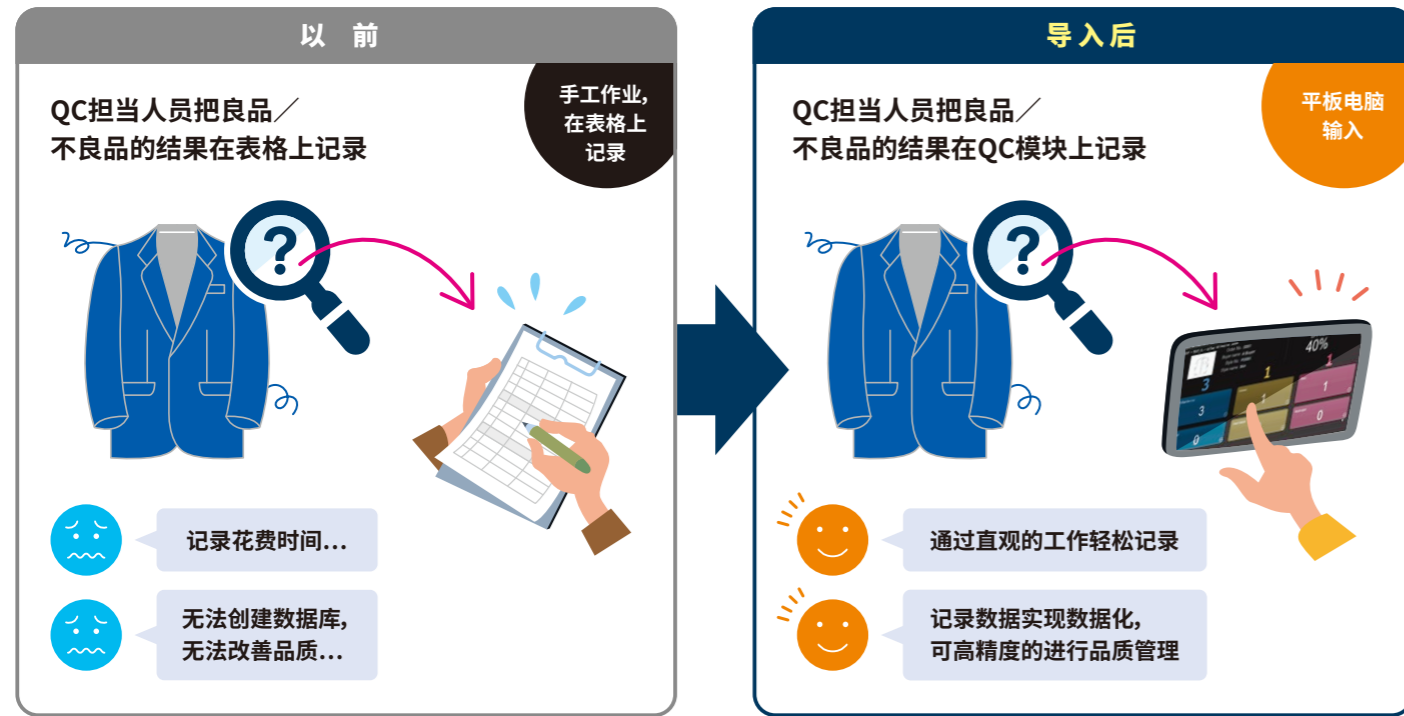 以 前
手工作业,
在表格上
记录
QC担当人员把良品／
不良品的结果在表格上记录
?
记录花费时间…
无法创建数据库,
无法改善品质…
导入后
平板电脑
输入
QC担当人员把良品／
不良品的结果在QC模块上记录
?
40%
3 1 1
3 1 1
0 0
通过直观的工作轻松记录
记录数据实现数据化,
可高精度的进行品质管理